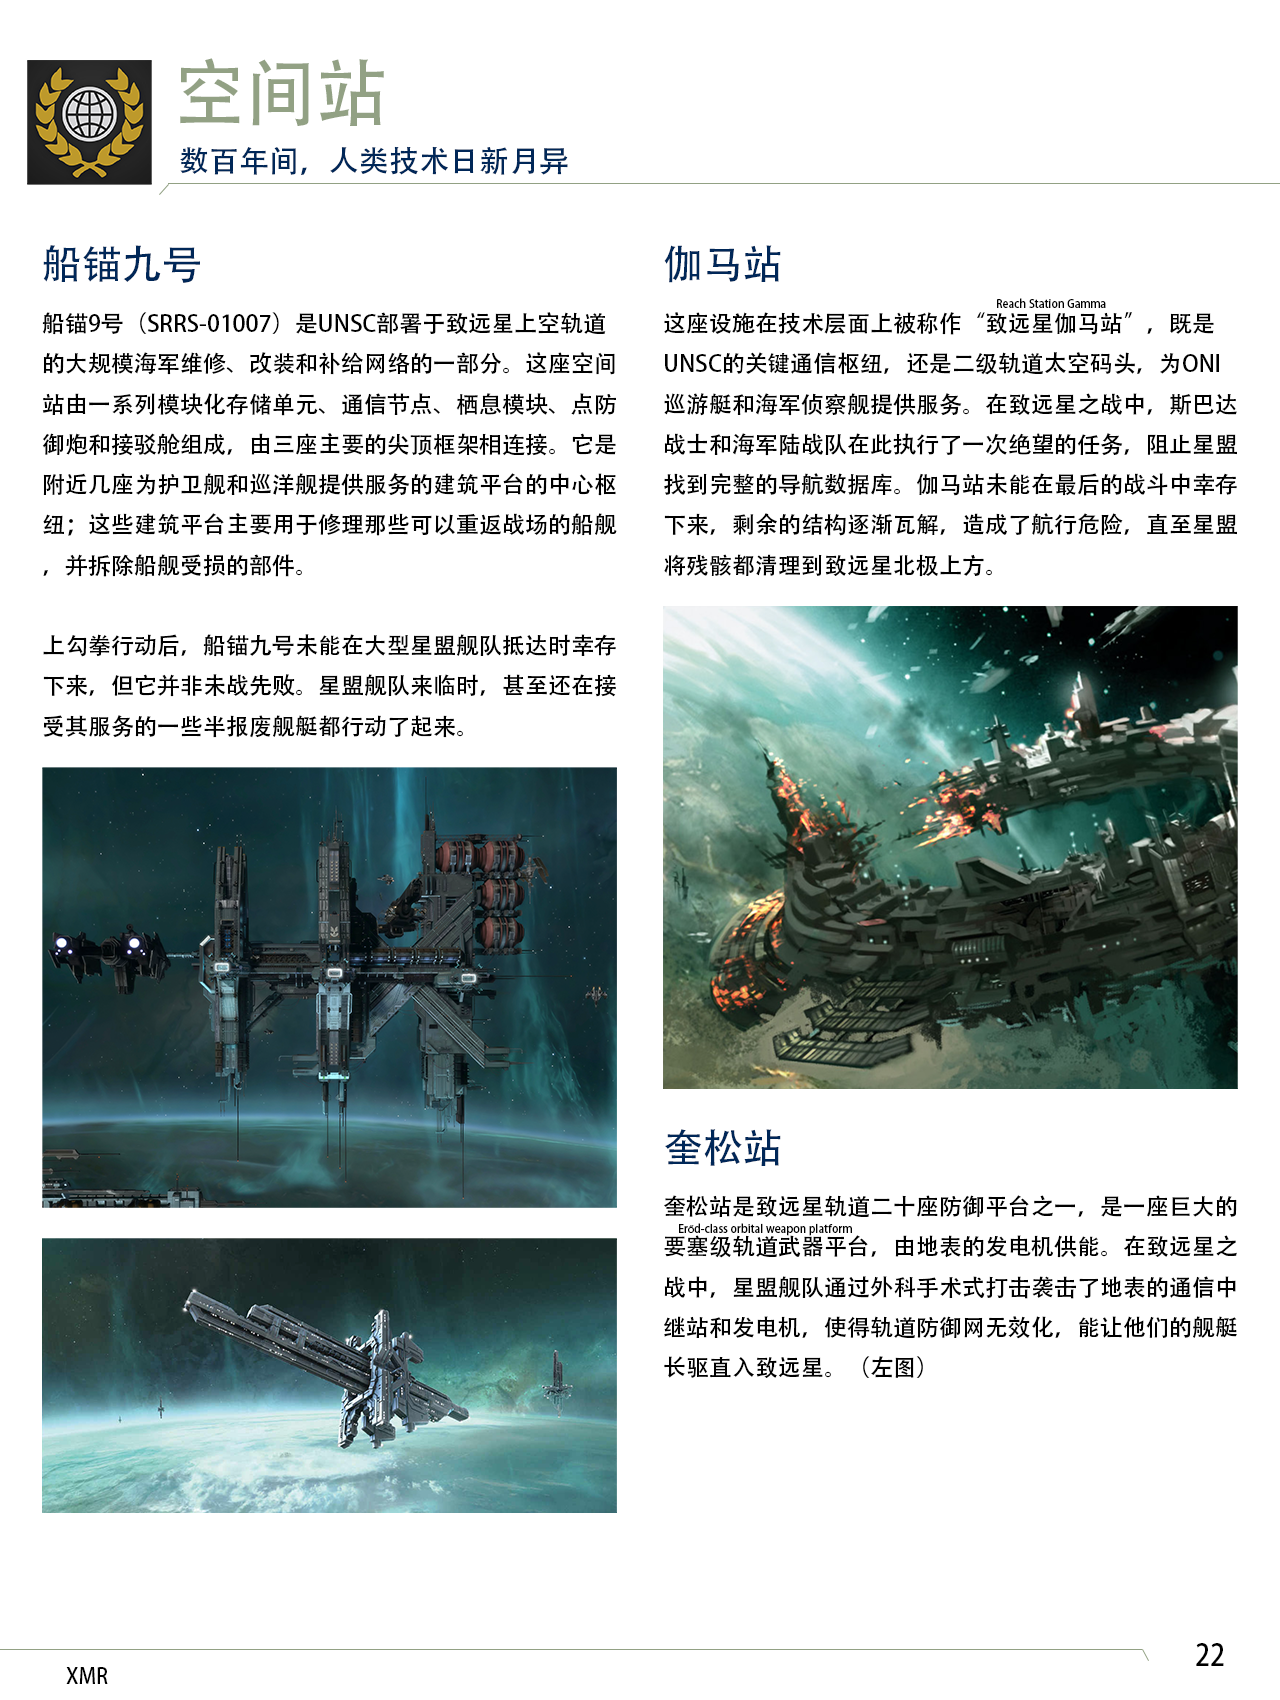 空间站
数百年间，人类技术日新月异
船锚九号
船锚9号（SRRS-01007）是UNSC部署于致远星上空轨道
的大规模海军维修、改装和补给网络的一部分。这座空间
站由一系列模块化存储单元、通信节点、栖息模块、点防
御炮和接驳舱组成，由三座主要的尖顶框架相连接。它是
附近几座为护卫舰和巡洋舰提供服务的建筑平台的中心枢
纽；这些建筑平台主要用于修理那些可以重返战场的船舰
，并拆除船舰受损的部件。
上勾拳行动后，船锚九号未能在大型星盟舰队抵达时幸存
下来，但它并非未战先败。星盟舰队来临时，甚至还在接
受其服务的一些半报废舰艇都行动了起来。
伽马站
Reach Station Gamma
这座设施在技术层面上被称作“致远星伽马站”，既是
UNSC的关键通信枢纽，还是二级轨道太空码头，为ONI
巡游艇和海军侦察舰提供服务。在致远星之战中，斯巴达
战士和海军陆战队在此执行了一次绝望的任务，阻止星盟
找到完整的导航数据库。伽马站未能在最后的战斗中幸存
下来，剩余的结构逐渐瓦解，造成了航行危险，直至星盟
将残骸都清理到致远星北极上方。
奎松站
奎松站是致远星轨道二十座防御平台之一，是一座巨大的
Erőd-class orbital weapon platform
要塞级轨道武器平台，由地表的发电机供能。在致远星之
战中，星盟舰队通过外科手术式打击袭击了地表的通信中
继站和发电机，使得轨道防御网无效化，能让他们的舰艇
长驱直入致远星。（左图）
22
XMR